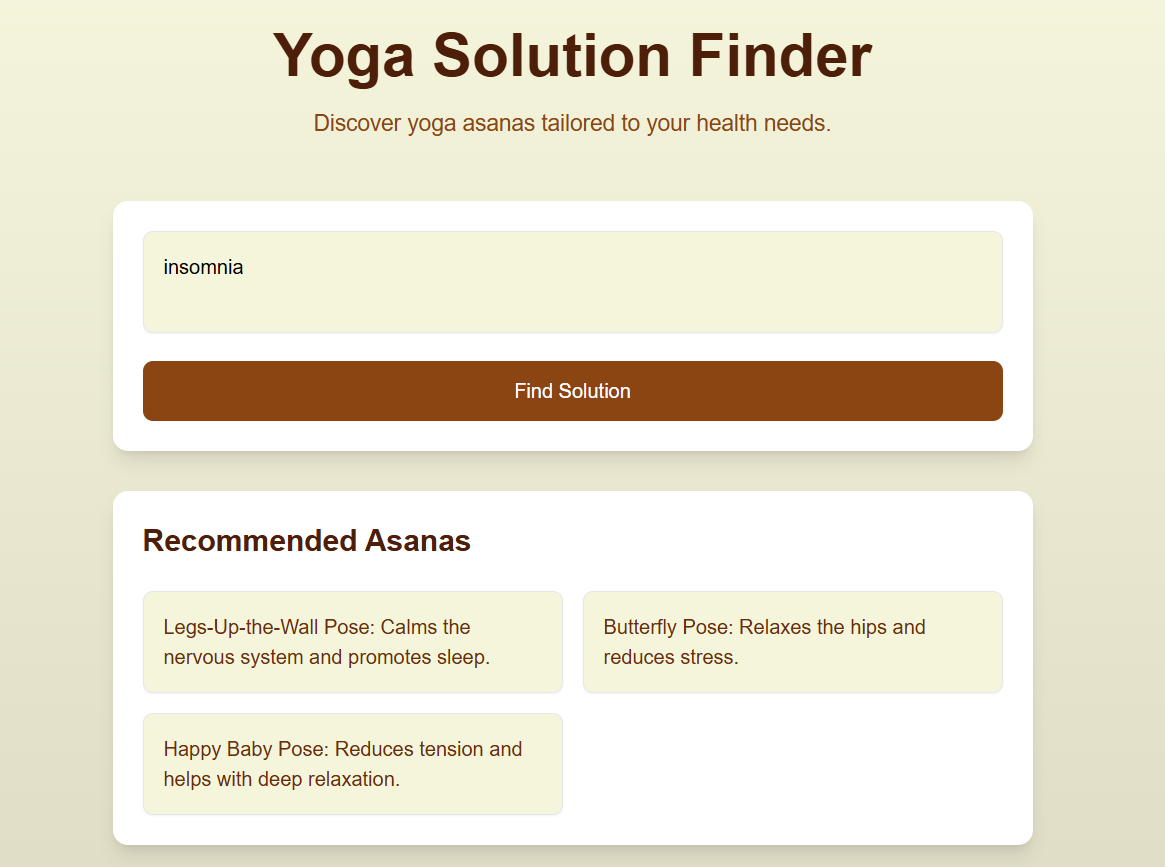 Yoga Solution Finder
Discover yoga asanas tailored to your health needs.
insomnia
Find Solution
Recommended Asanas
Legs-Up-the-Wall Pose: Calms the
nervous system and promotes sleep.
Butterfly Pose: Relaxes the hips and
reduces stress.
Happy Baby Pose: Reduces tension and
helps with deep relaxation.